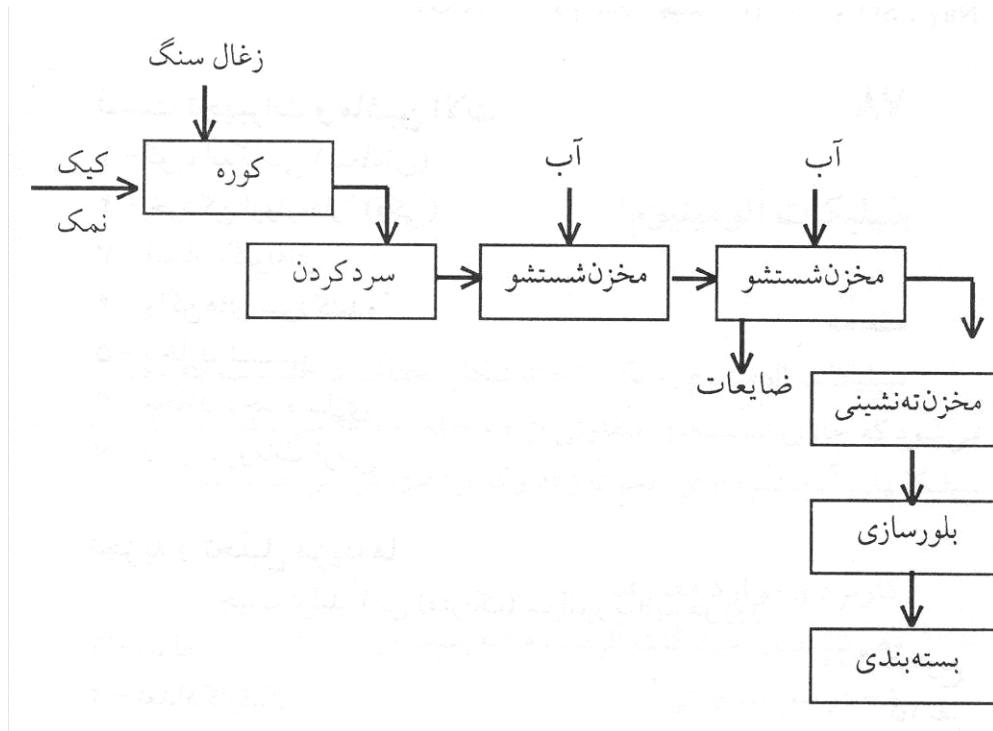 زغال سنگ
کیک
نمک
کوره
سرد کردن
آب
مخزن شستشو
آب
مخزن شستشو
ضایعات
مخزن ته‌نشینی
بلورسازی
بسته‌بندی